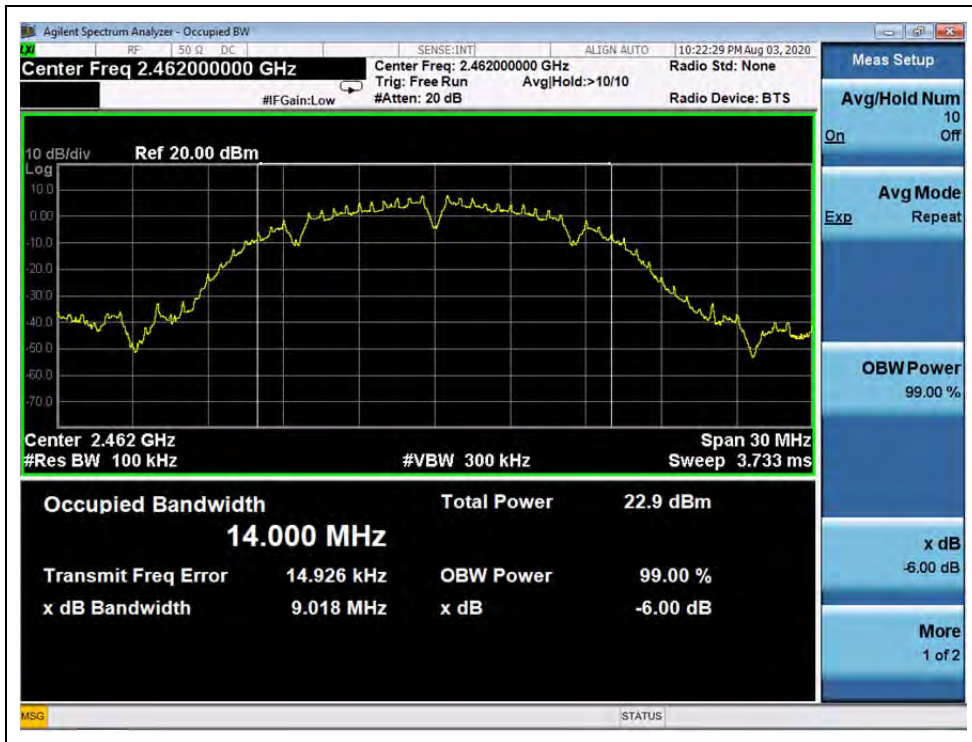 Agilent Spectrum Analyzer - Occupied BW
LXI RF 50 Ω DC SENSE:INT ALIGN AUTO 10:22:29 PM Aug 03, 2020
Center Freq 2.462000000 GHz
Center Freq: 2.462000000 GHz Radio Std: None
Trig: Free Run Avg|Hold:>10/10
#IFGain:Low #Atten: 20 dB Radio Device: BTS
10 dB/div Ref 20.00 dBm
Log
10.0
0.00
-10.0
-20.0
-30.0
-40.0
-50.0
-60.0
-70.0
Center 2.462 GHz Span 30 MHz
#Res BW 100 kHz #VBW 300 kHz Sweep 3.733 ms
Occupied Bandwidth Total Power 22.9 dBm
14.000 MHz
Transmit Freq Error 14.926 kHz OBW Power 99.00 %
x dB Bandwidth 9.018 MHz x dB -6.00 dB
Meas Setup
Avg/Hold Num
10
On Off
Avg Mode
Exp Repeat
OBW Power
99.00 %
x dB
-6.00 dB
More
1 of 2
MSG STATUS